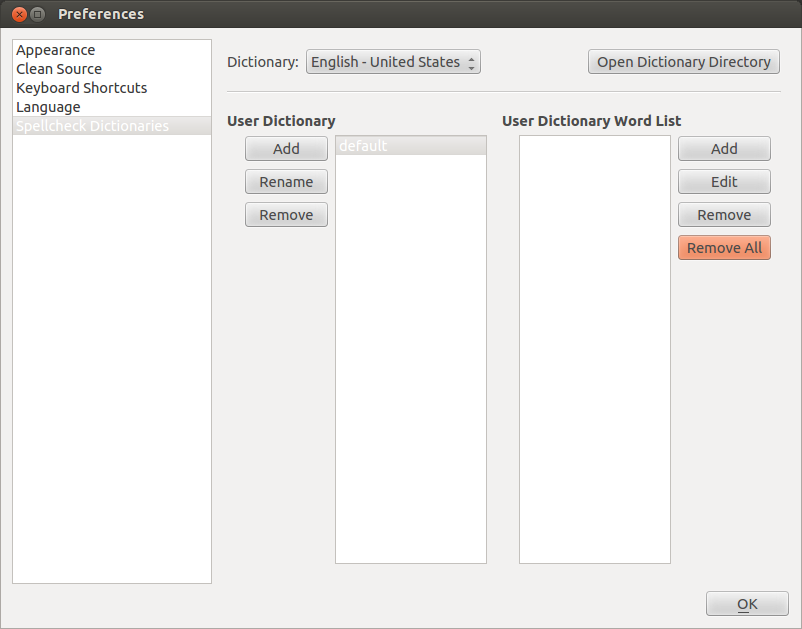 Preferences
Appearance
Clean Source
Keyboard Shortcuts
Language
Spellcheck Dictionaries
Dictionary: English - United States Open Dictionary Directory
User Dictionary
Add
Rename
Remove
default
User Dictionary Word List
Add
Edit
Remove
Remove All
OK